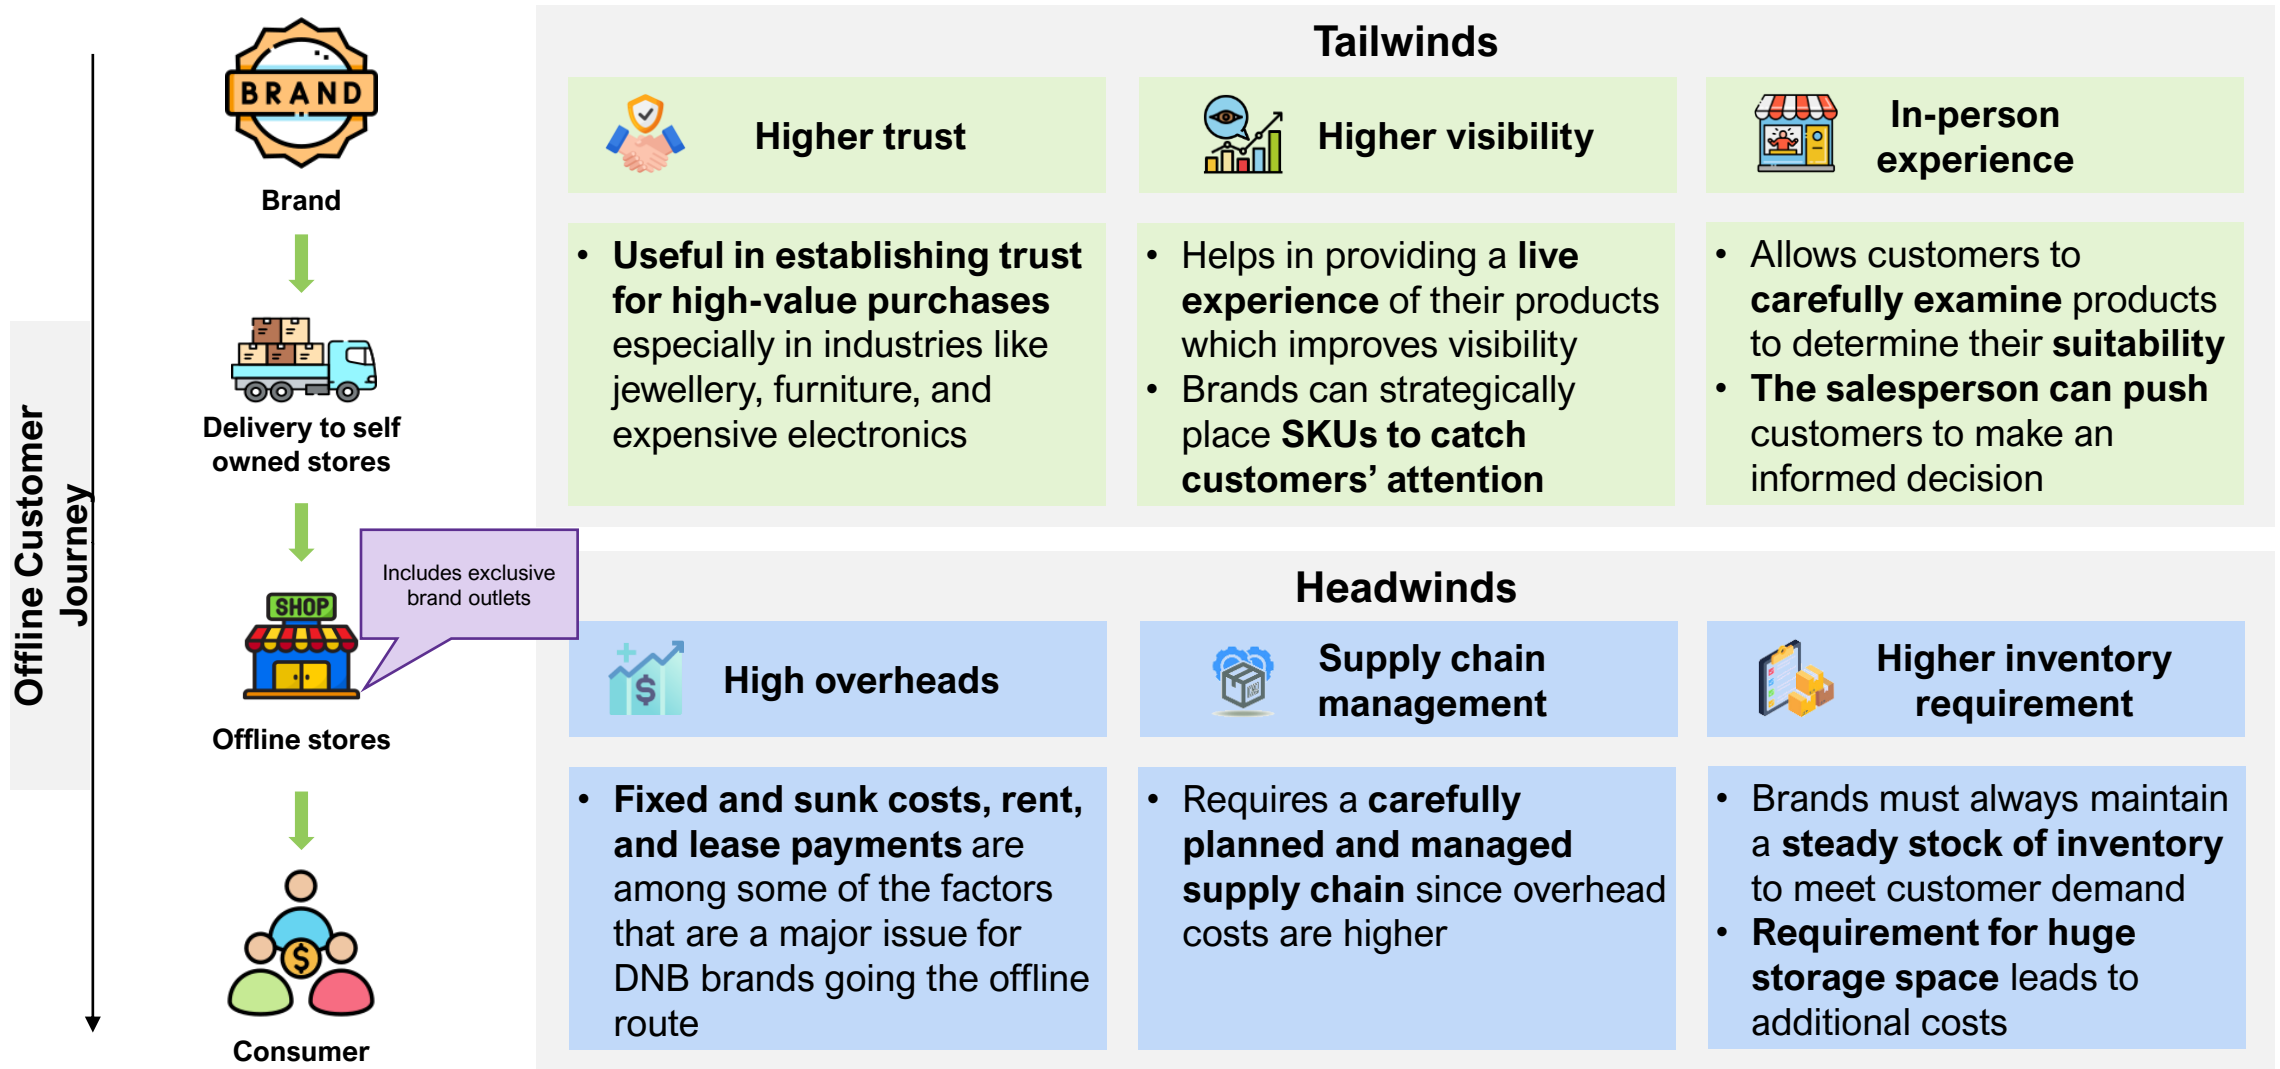 Offline Customer
Journey
BRAND
Brand
Delivery to self
owned stores
SHOP
Includes exclusive
brand outlets
Offline stores
Consumer
Tailwinds
Higher trust
• Useful in establishing trust
for high-value purchases
especially in industries like
jewellery, furniture, and
expensive electronics
Higher visibility
• Helps in providing a live
experience of their products
which improves visibility
• Brands can strategically
place SKUs to catch
customers’ attention
In-person
experience
• Allows customers to
carefully examine products
to determine their suitability
• The salesperson can push
customers to make an
informed decision
Headwinds
High overheads
• Fixed and sunk costs, rent,
and lease payments are
among some of the factors
that are a major issue for
DNB brands going the offline
route
Supply chain
management
• Requires a carefully
planned and managed
supply chain since overhead
costs are higher
Higher inventory
requirement
• Brands must always maintain
a steady stock of inventory
to meet customer demand
• Requirement for huge
storage space leads to
additional costs